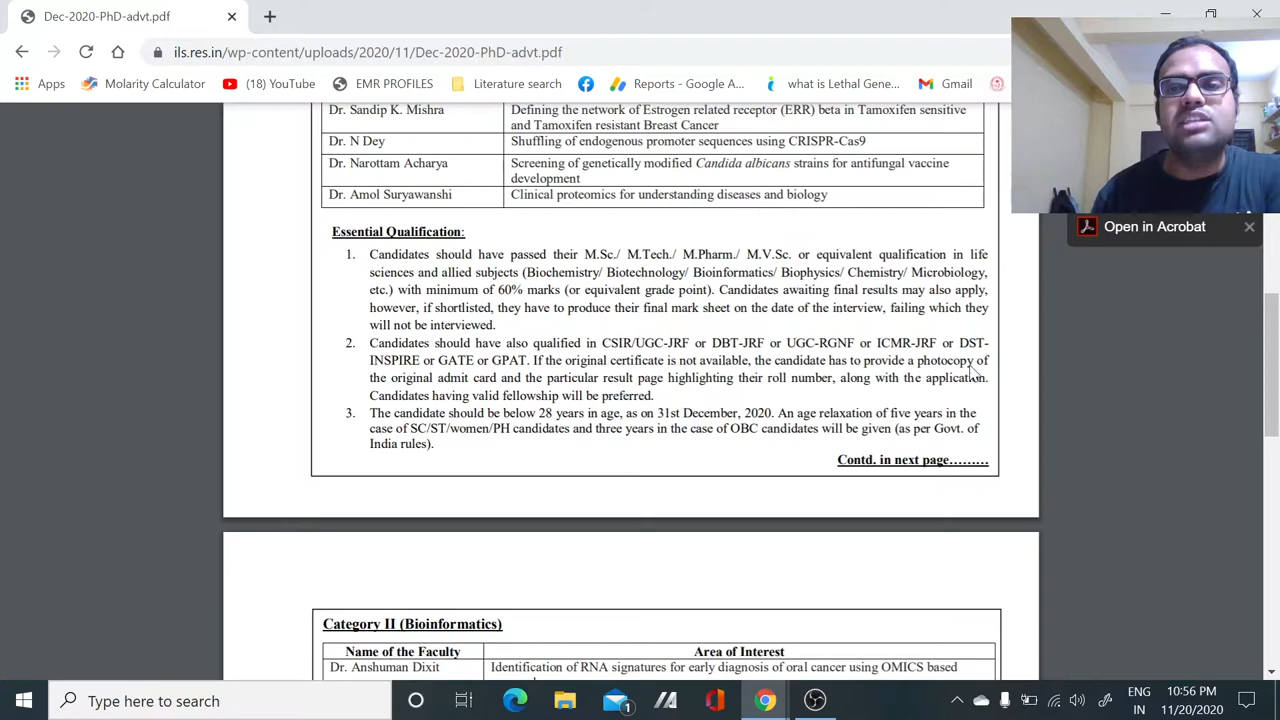 Dec-2020-PhD-advt.pdf
ils.res.in/wp-content/uploads/2020/11/Dec-2020-PhD-advt.pdf
Apps
Molarity Calculator
(18) YouTube
EMR PROFILES
Literature search
Reports - Google A...
what is Lethal Gene...
Gmail
Dr. Sandip K. Mishra
Defining the network of Estrogen related receptor (ERR) beta in Tamoxifen sensitive
and Tamoxifen resistant Breast Cancer
Dr. N Dey
Shuffling of endogenous promoter sequences using CRISPR-Cas9
Dr. Narottam Acharya
Screening of genetically modified Candida albicans strains for antifungal vaccine
development
Dr. Amol Suryawanshi
Clinical proteomics for understanding diseases and biology
Open in Acrobat
Essential Qualification:
1. Candidates should have passed their M.Sc./ M.Tech./ M.Pharm./ M.V.Sc. or equivalent qualification in life
sciences and allied subjects (Biochemistry/ Biotechnology/ Bioinformatics/ Biophysics/ Chemistry/ Microbiology,
etc.) with minimum of 60% marks (or equivalent grade point). Candidates awaiting final results may also apply,
however, if shortlisted, they have to produce their final mark sheet on the date of the interview, failing which they
will not be interviewed.
2. Candidates should have also qualified in CSIR/UGC-JRF or DBT-JRF or UGC-RGNF or ICMR-JRF or DST-
INSPIRE or GATE or GPAT. If the original certificate is not available, the candidate has to provide a photocopy of
the original admit card and the particular result page highlighting their roll number, along with the application.
Candidates having valid fellowship will be preferred.
3. The candidate should be below 28 years in age, as on 31st December, 2020. An age relaxation of five years in the
case of SC/ST/women/PH candidates and three years in the case of OBC candidates will be given (as per Govt. of
India rules).
Contd. in next page.........
Category II (Bioinformatics)
Name of the Faculty
Area of Interest
Dr. Anshuman Dixit
Identification of RNA signatures for early diagnosis of oral cancer using OMICS based
Type here to search
1
ENG
IN
10:56 PM
11/20/2020